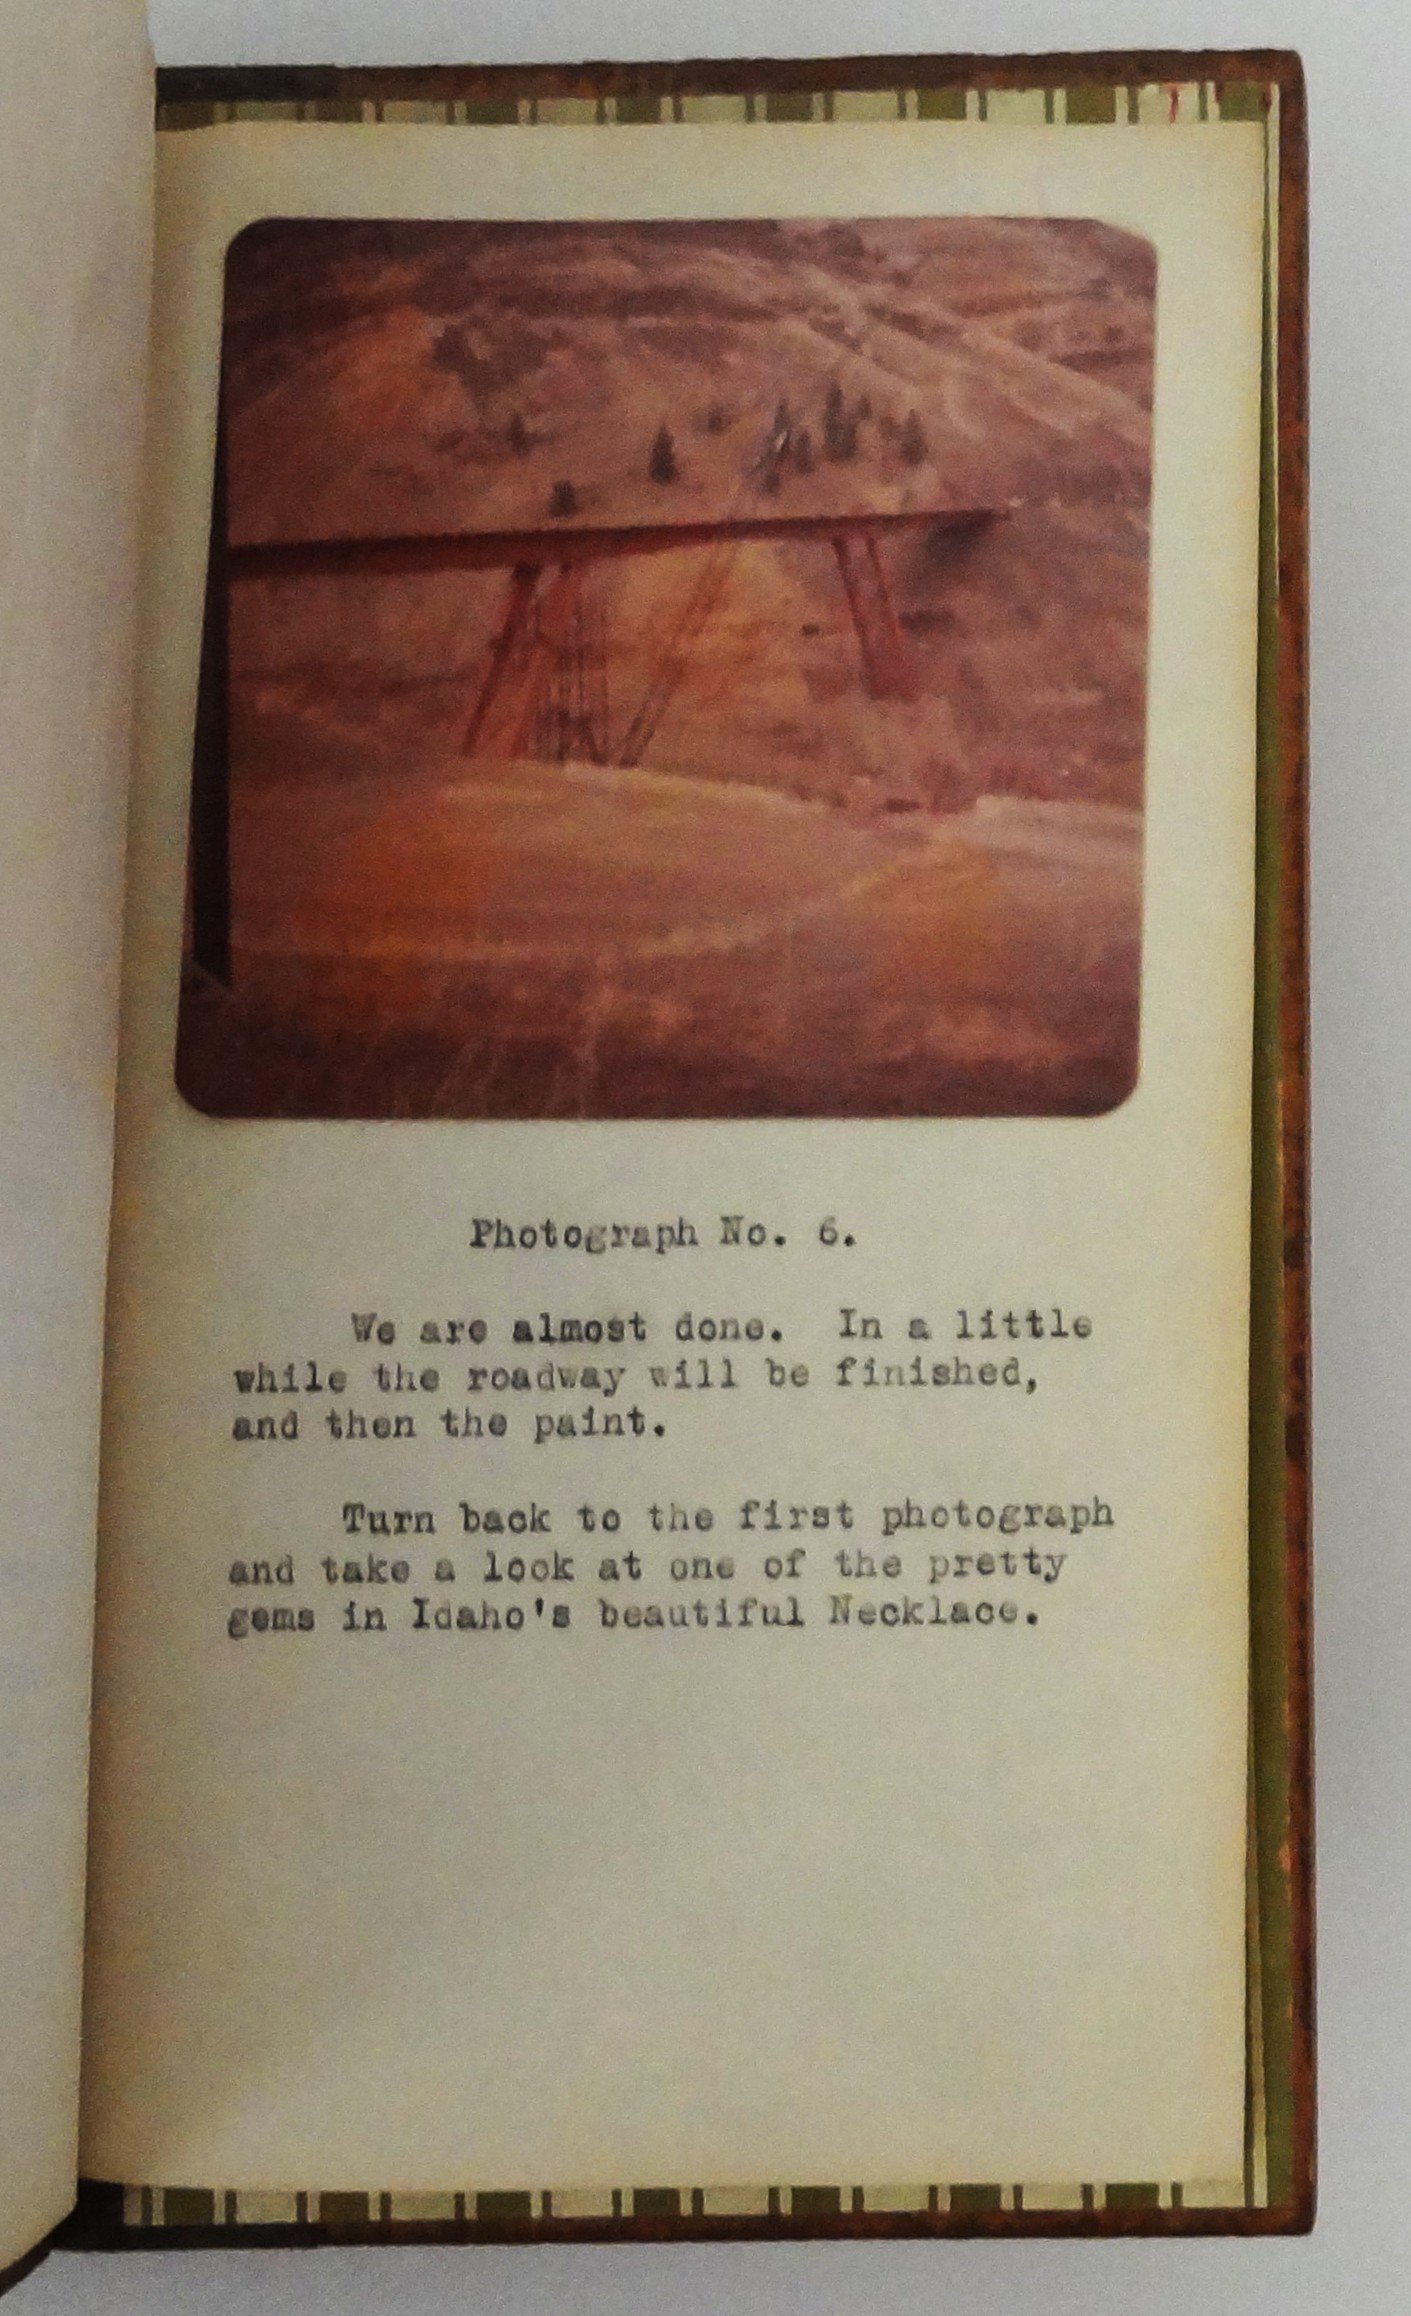 Photograph No. 6.
We are almost done. In a little
while the roadway will be finished,
and then the paint.
Turn back to the first photograph
and take a look at one of the pretty
gems in Idaho's beautiful Necklace.